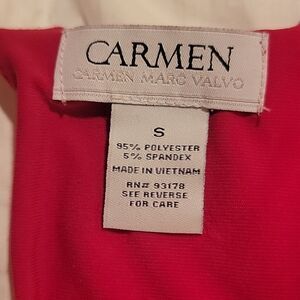 CARMEN
CARMEN MARC VALVO
S
95% POLYESTER
5% SPANDEX
MADE IN VIETNAM
RN# 93178
SEE REVERSE
FOR CARE